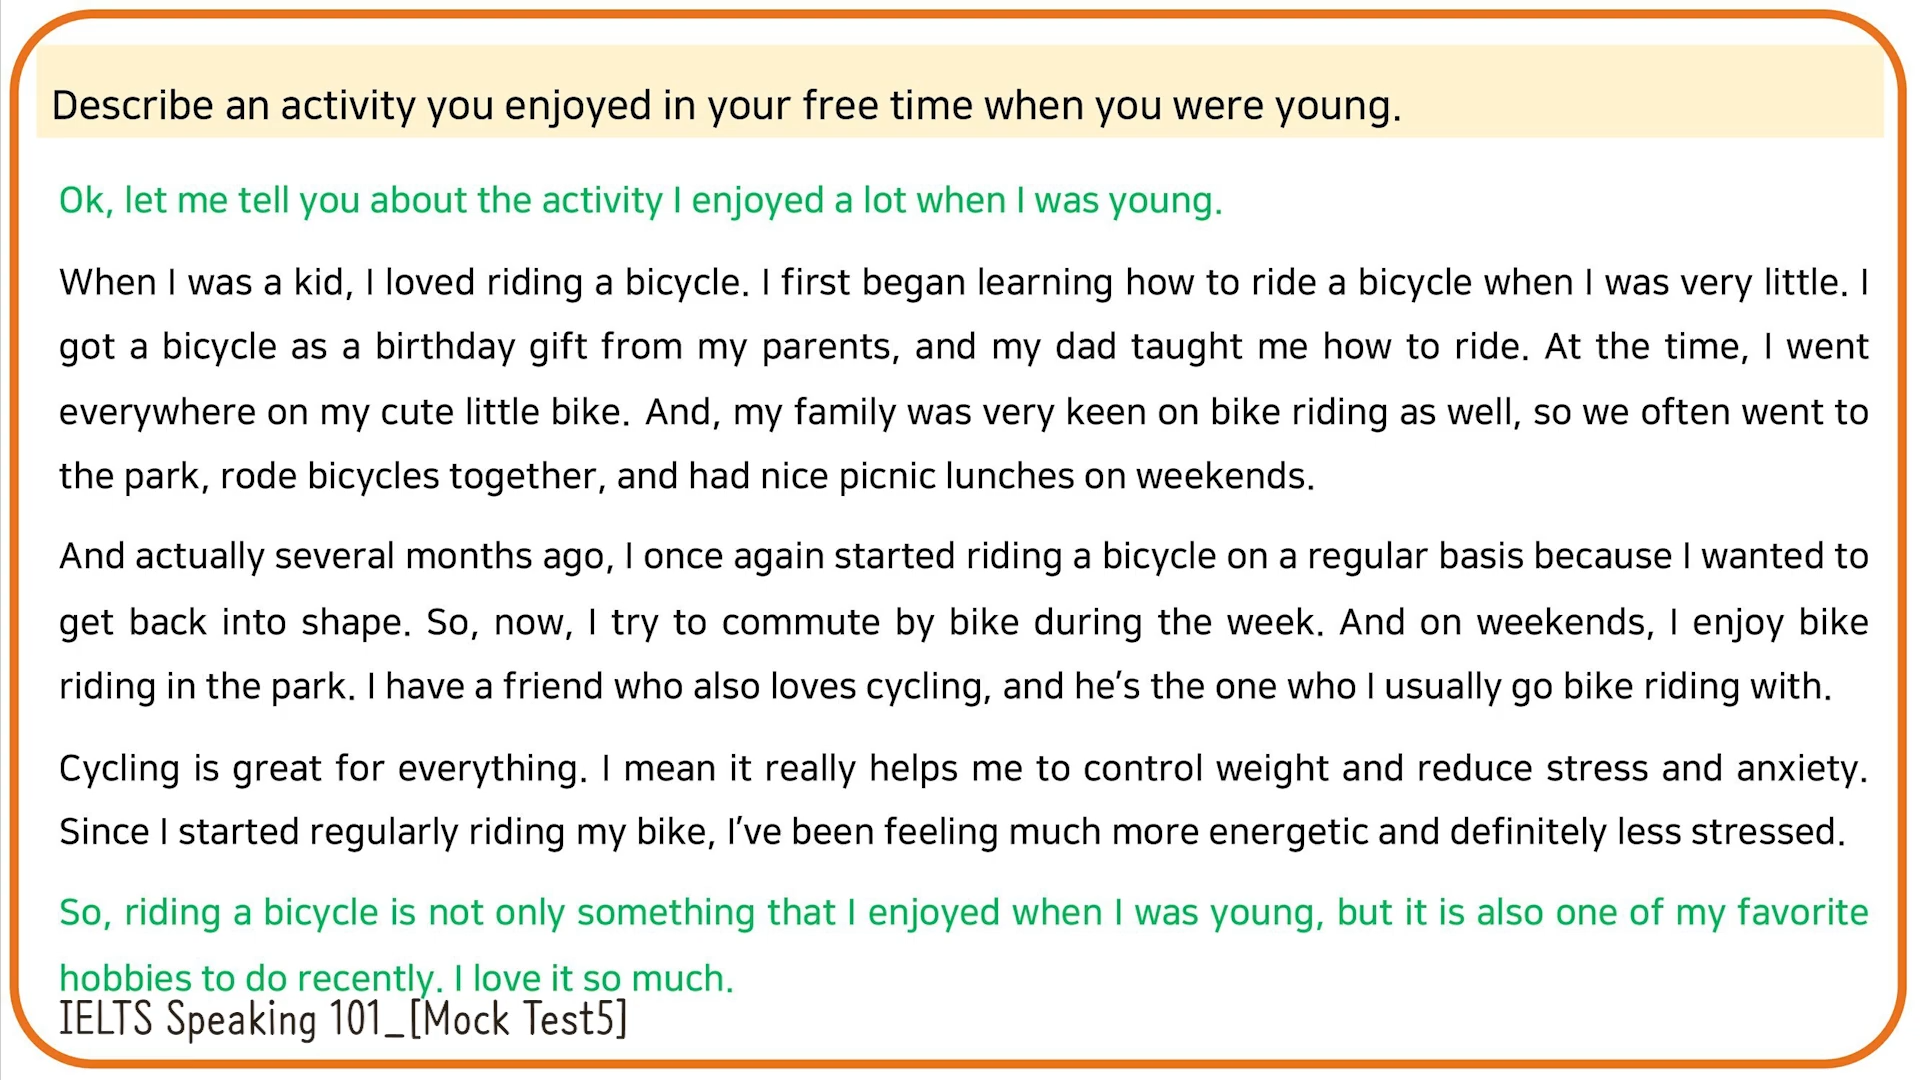 Describe an activity you enjoyed in your free time when you were young.
Ok, let me tell you about the activity I enjoyed a lot when I was young.
When I was a kid, I loved riding a bicycle. I first began learning how to ride a bicycle when I was very little. I
got a bicycle as a birthday gift from my parents, and my dad taught me how to ride. At the time, I went
everywhere on my cute little bike. And, my family was very keen on bike riding as well, so we often went to
the park, rode bicycles together, and had nice picnic lunches on weekends.
And actually several months ago, I once again started riding a bicycle on a regular basis because I wanted to
get back into shape. So, now, I try to commute by bike during the week. And on weekends, I enjoy bike
riding in the park. I have a friend who also loves cycling, and he’s the one who I usually go bike riding with.
Cycling is great for everything. I mean it really helps me to control weight and reduce stress and anxiety.
Since I started regularly riding my bike, I’ve been feeling much more energetic and definitely less stressed.
So, riding a bicycle is not only something that I enjoyed when I was young, but it is also one of my favorite
hobbies to do recently. I love it so much.
IELTS Speaking 101_[Mock Test5]